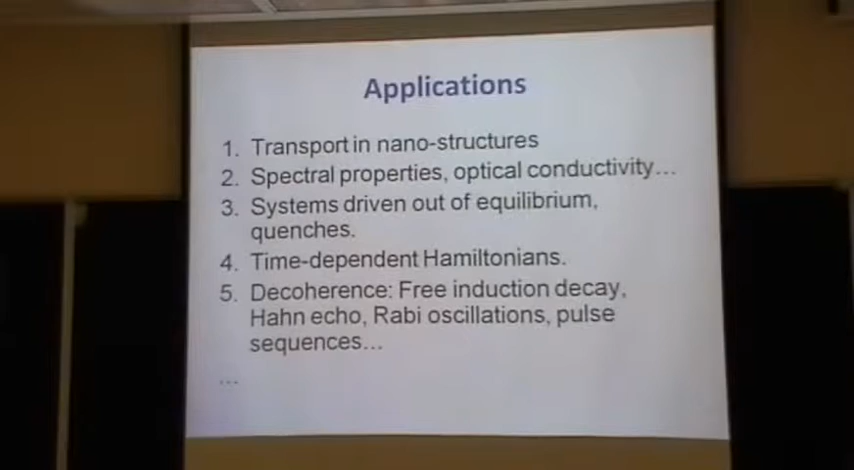 Applications
1. Transport in nano-structures
2. Spectral properties, optical conductivity…
3. Systems driven out of equilibrium,
quenches.
4. Time-dependent Hamiltonians.
5. Decoherence: Free induction decay,
Hahn echo, Rabi oscillations, pulse
sequences…
…